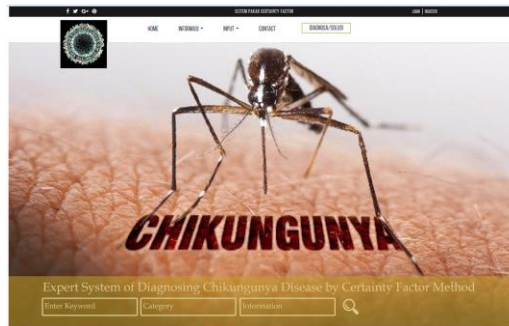 SISTEM PAKAR CERTAINTY FACTOR
LOGIN | REGISTER
HOME INFORMASI INPUT CONTACT DIAGNOSA/SOLUSI
CHIKUNGUNYA
Expert System of Diagnosing Chikungunya Disease by Certainty Factor Method
Enter Keyword Category Information